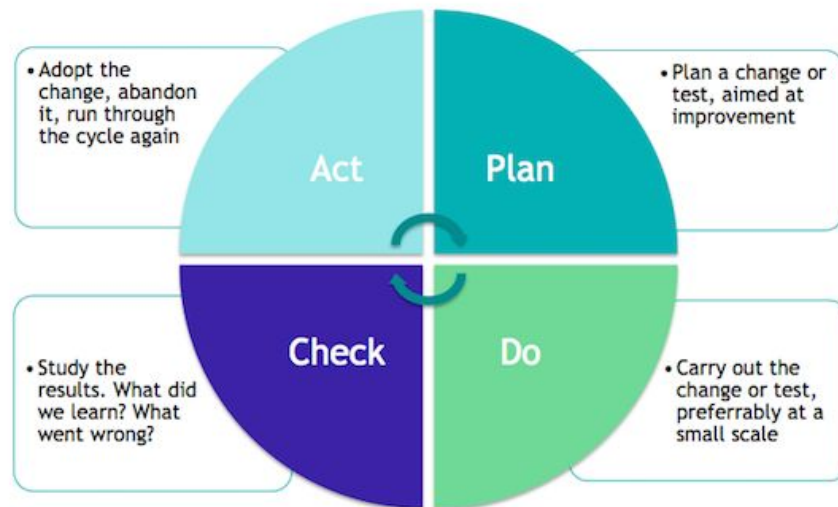 • Adopt the
change, abandon
it, run through
the cycle again
Act
Plan
• Plan a change or
test, aimed at
improvement
• Study the
results. What did
we learn? What
went wrong?
Check
Do
• Carry out the
change or test,
preferrably at a
small scale